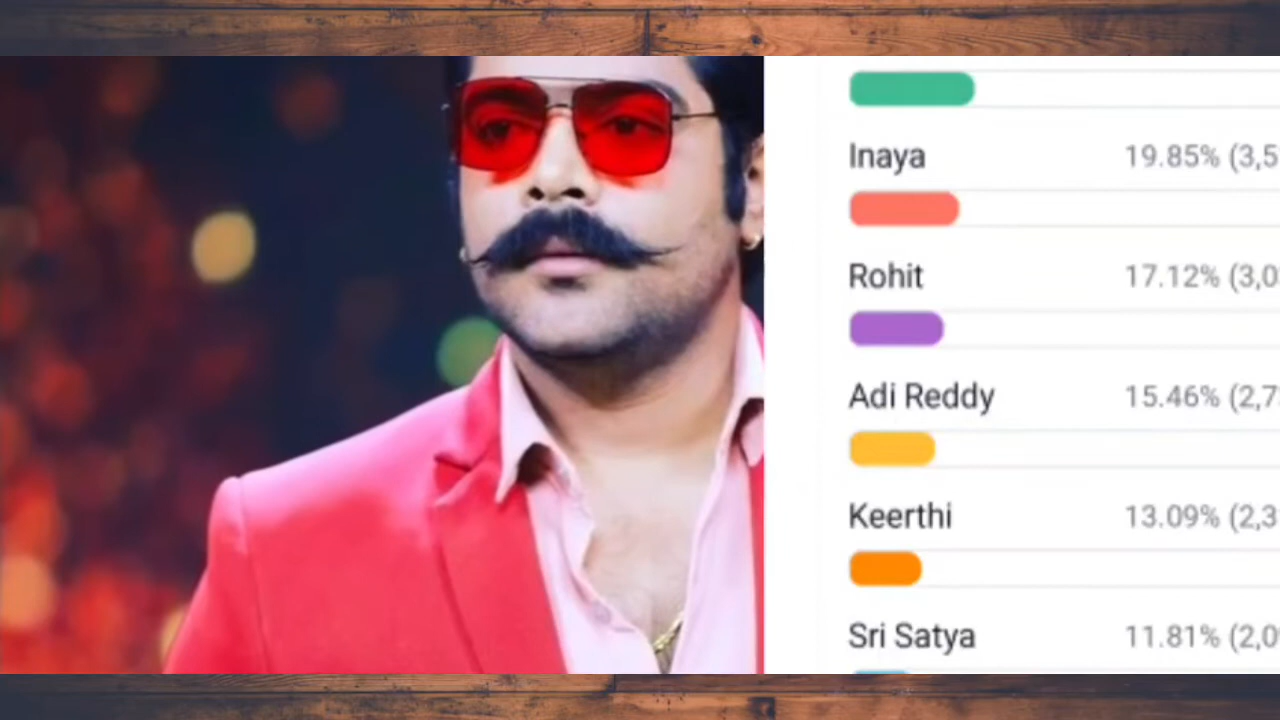 Inaya 19.85% (3,5
Rohit 17.12% (3,0
Adi Reddy 15.46% (2,7
Keerthi 13.09% (2,3
Sri Satya 11.81% (2,0